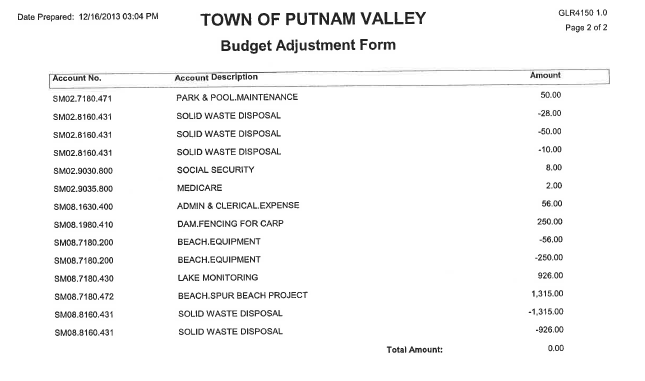 Date Prepared: 12/16/2013 03:04 PM TOWN OF PUTNAM VALLEY GLR4150 1.0
Budget Adjustment Form Page 2 of 2
Account No. Account Description Amount
SM02.7180.471 PARK & POOL.MAINTENANCE 50.00
SM02.8160.431 SOLID WASTE DISPOSAL -28.00
SM02.8160.431 SOLID WASTE DISPOSAL -50.00
SM02.8160.431 SOLID WASTE DISPOSAL -10.00
SM02.9030.800 SOCIAL SECURITY 8.00
SM02.9035.800 MEDICARE 2.00
SM08.1630.400 ADMIN & CLERICAL.EXPENSE 56.00
SM08.1980.410 DAM.FENCING FOR CARP 250.00
SM08.7180.200 BEACH.EQUIPMENT -56.00
SM08.7180.200 BEACH.EQUIPMENT -250.00
SM08.7180.430 LAKE MONITORING 926.00
SM08.7180.472 BEACH.SPUR BEACH PROJECT 1,315.00
SM08.8160.431 SOLID WASTE DISPOSAL -1,315.00
SM08.8160.431 SOLID WASTE DISPOSAL -926.00
Total Amount: 0.00